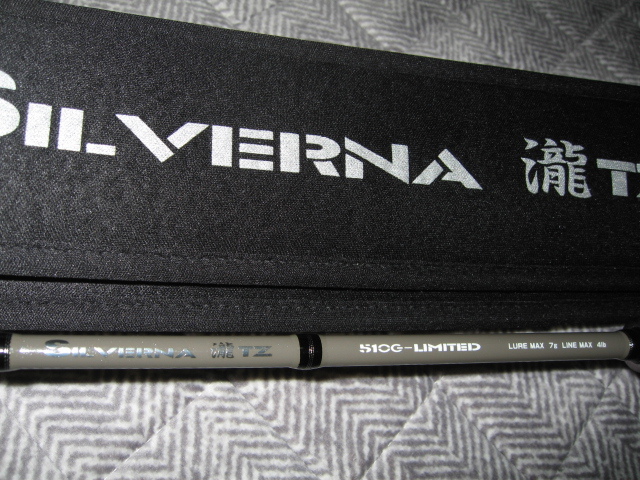 SILVERNA 瀧 TZ
SILVERNA 瀧 TZ 510G-LIMITED LURE MAX 7g LINE MAX 4lb